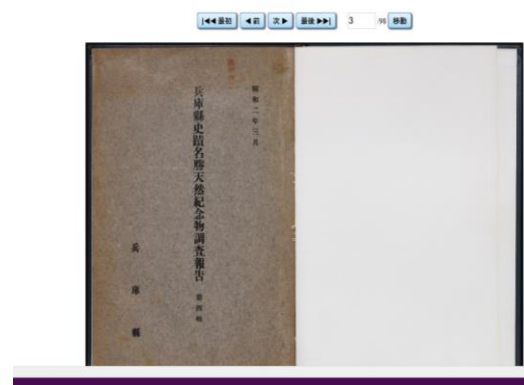 |◀◀ 最初 ◀ 前 次 ▶ 最後 ▶▶| 3 /98 移動
昭和二年三月
兵庫縣史蹟名勝天然紀念物調査報告 第四輯
兵庫縣